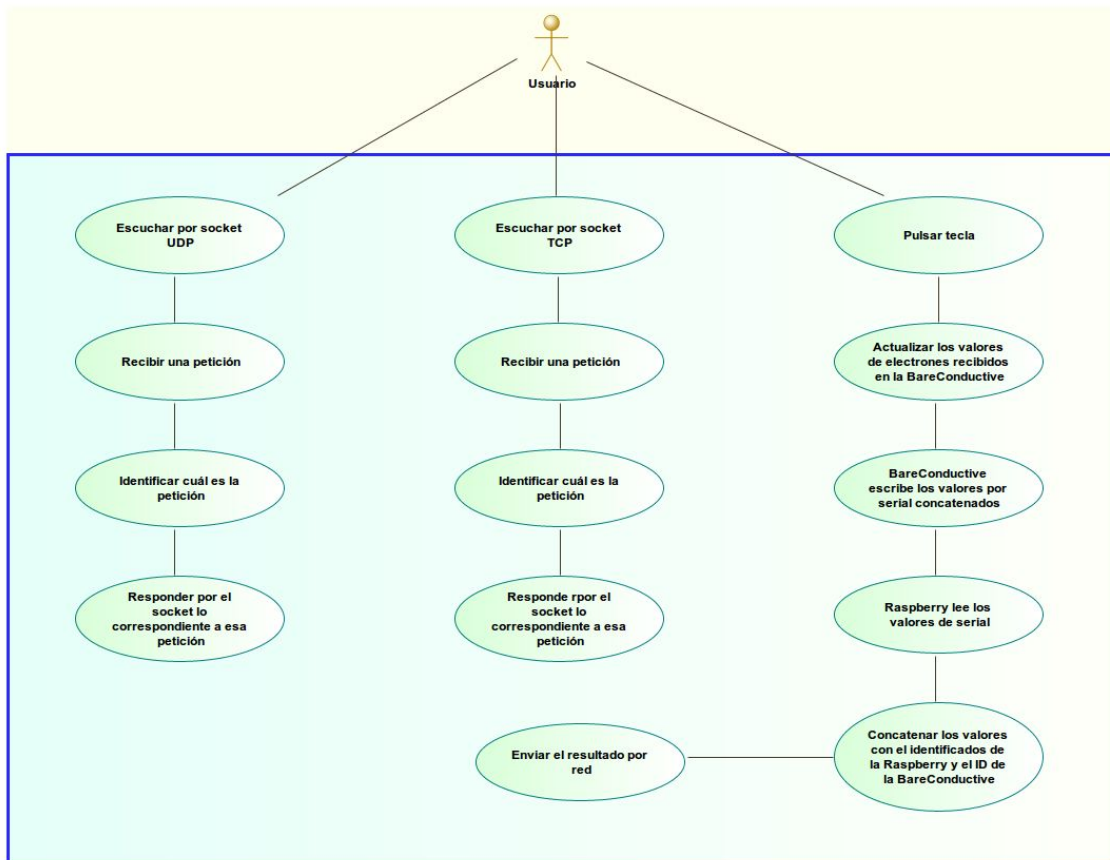 Usuario
Escuchar por socket
UDP
Escuchar por socket
TCP
Pulsar tecla
Recibir una petición
Recibir una petición
Actualizar los valores
de electrones recibidos
en la BareConductive
Identificar cuál es la
petición
Identificar cuál es la
petición
BareConductive
escribe los valores por
serial concatenados
Responder por el
socket lo
correspondiente a esa
petición
Responde rpor el
socket lo
correspondiente a esa
petición
Raspberry lee los
valores de serial
Enviar el resultado por
red
Concatenar los valores
con el identificados de
la Raspberry y el ID de
la BareConductive